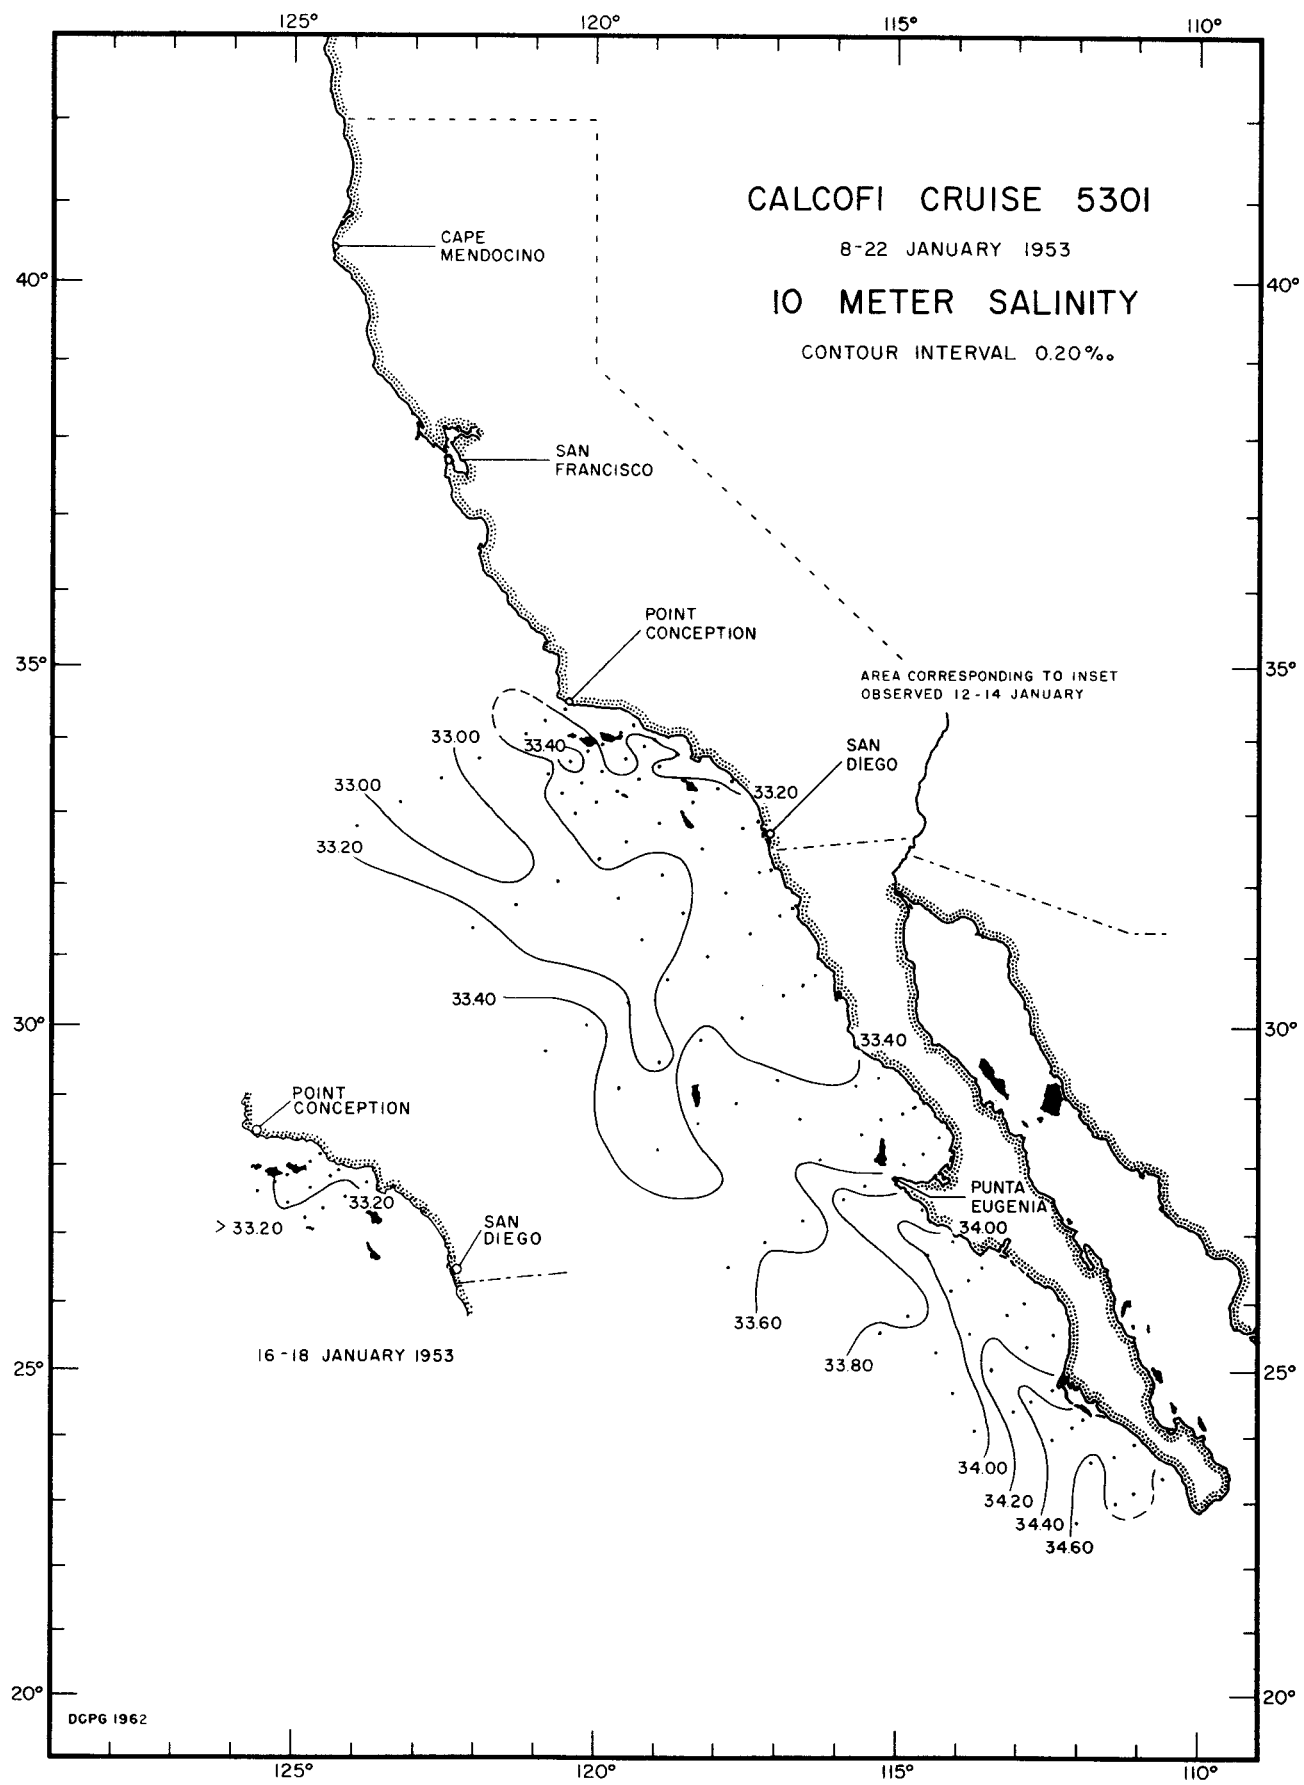 125° 120° 115° 110°
CALCOFI CRUISE 5301
8-22 JANUARY 1953
10 METER SALINITY
CONTOUR INTERVAL 0.20‰
CAPE
MENDOCINO
40° 40°
SAN
FRANCISCO
POINT
CONCEPTION
35° 35°
AREA CORRESPONDING TO INSET
OBSERVED 12-14 JANUARY
33.00
33.40
SAN
DIEGO
33.00
33.20
33.20
33.40
30° 30°
33.40
POINT
CONCEPTION
PUNTA
EUGENIA
34.00
33.20
> 33.20
SAN
DIEGO
33.60
16-18 JANUARY 1953
33.80
25° 25°
34.00
34.20
34.40
34.60
20° 20°
DCPG 1962
125° 120° 115° 110°